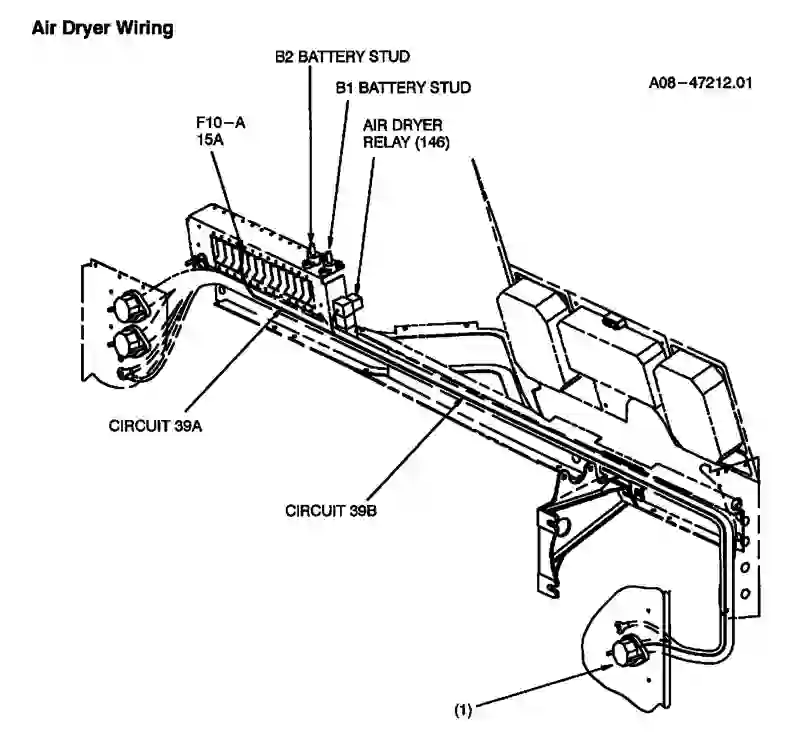 Air Dryer Wiring
B2 BATTERY STUD
B1 BATTERY STUD
A08-47212.01
F10-A
15A
AIR DRYER
RELAY (146)
CIRCUIT 39A
CIRCUIT 39B
(1)